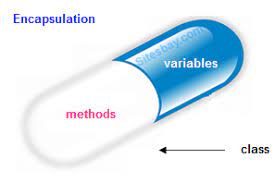 Encapsulation
Sitesbay.com
variables
methods
class